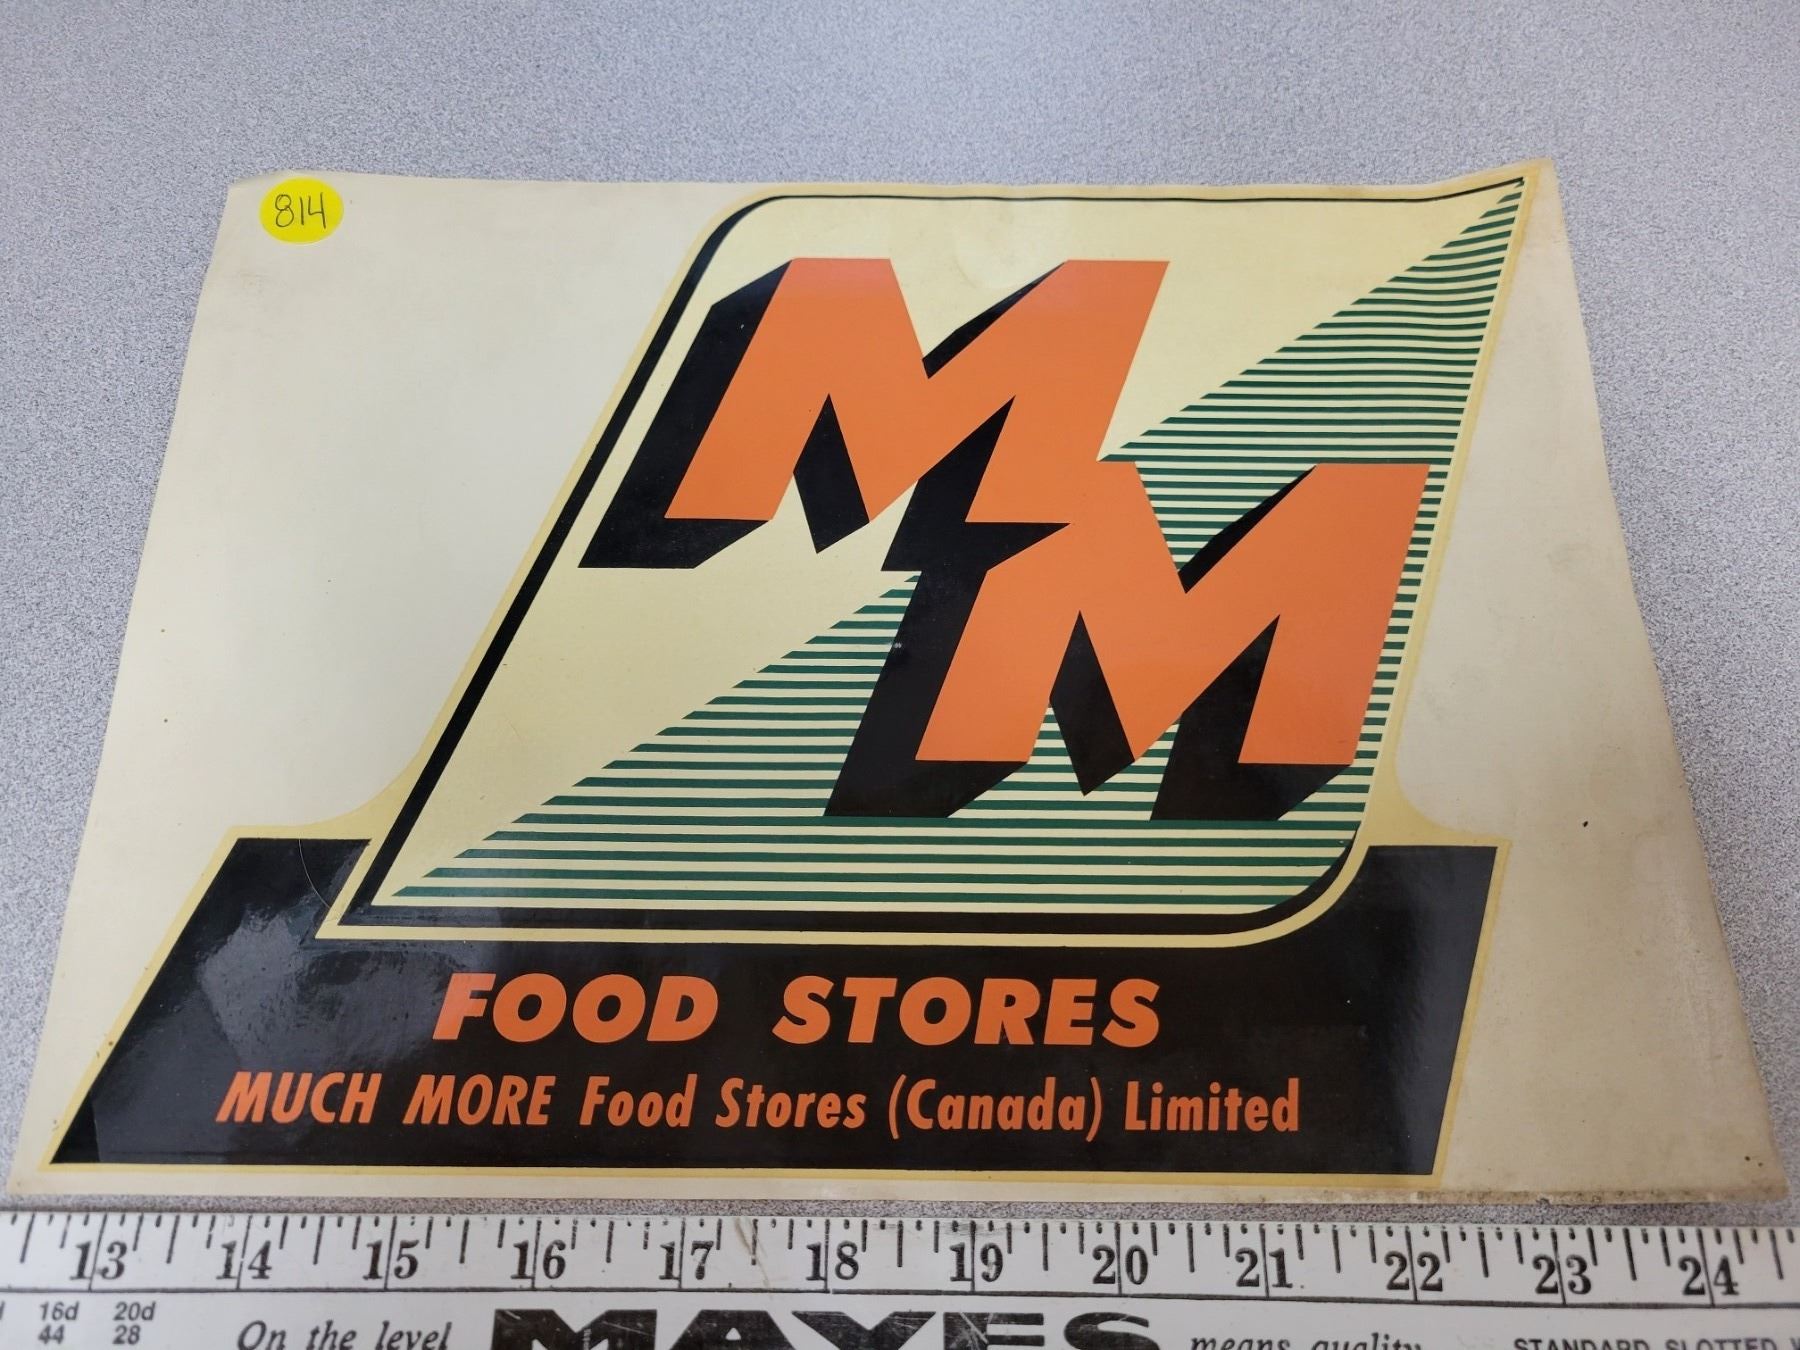 814
MM
FOOD STORES
MUCH MORE Food Stores (Canada) Limited
13 14 15 16 17 18 19 20 21 22 23 24
16d 20d
44 28
On the level MAYES means quality
STANDARD SLOTTED